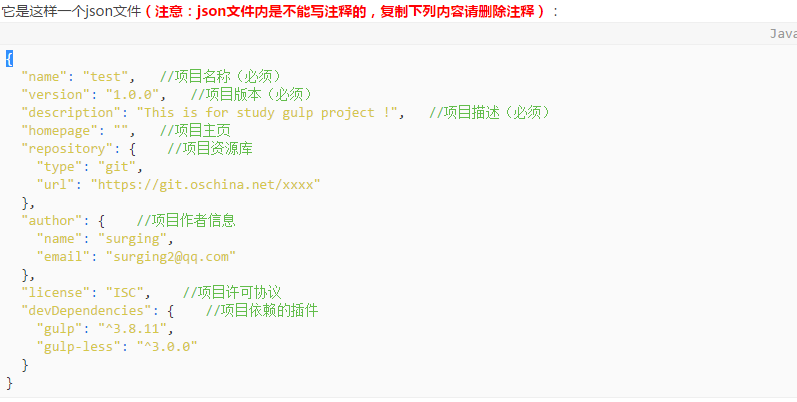 它是这样一个json文件（注意：json文件内是不能写注释的，复制下列内容请删除注释）：
Java
{
  "name": "test",   //项目名称（必须）
  "version": "1.0.0",   //项目版本（必须）
  "description": "This is for study gulp project !",   //项目描述（必须）
  "homepage": "",   //项目主页
  "repository": {    //项目资源库
    "type": "git",
    "url": "https://git.oschina.net/xxxx"
  },
  "author": {    //项目作者信息
    "name": "surging",
    "email": "surging2@qq.com"
  },
  "license": "ISC",    //项目许可协议
  "devDependencies": {    //项目依赖的插件
    "gulp": "^3.8.11",
    "gulp-less": "^3.0.0"
  }
}